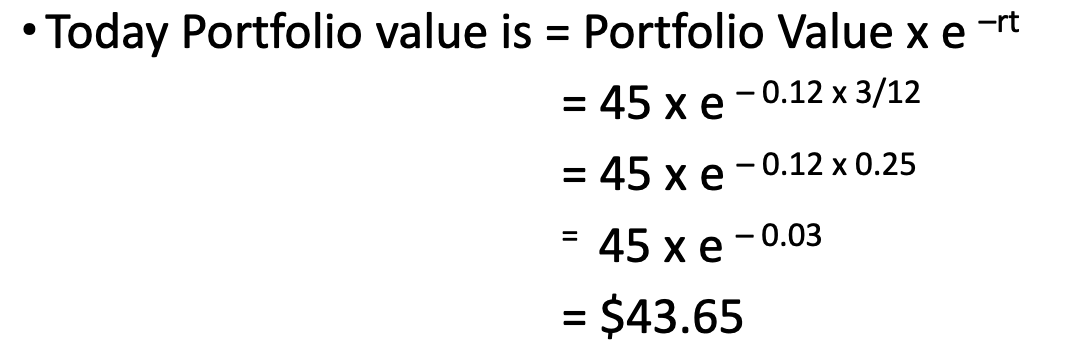 • Today Portfolio value is = Portfolio Value x e –rt
= 45 x e – 0.12 x 3/12
= 45 x e – 0.12 x 0.25
= 45 x e – 0.03
= $43.65